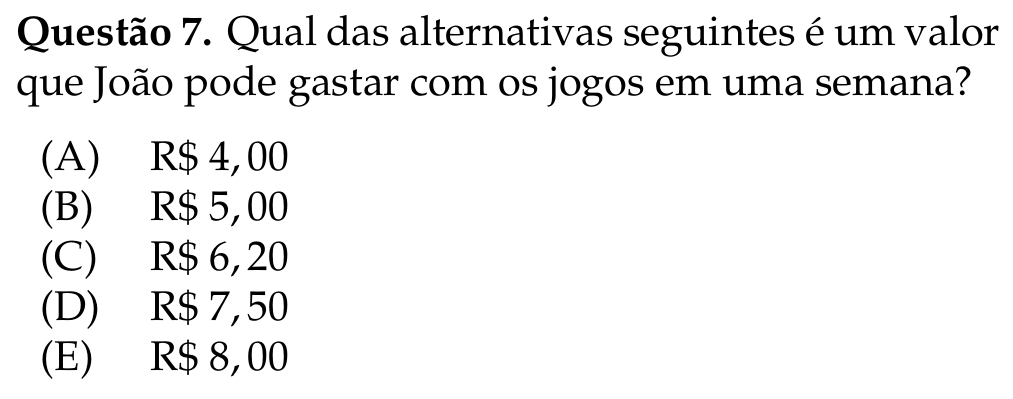 Questão 7. Qual das alternativas seguintes é um valor
que João pode gastar com os jogos em uma semana?
(A) R$ 4,00
(B) R$ 5,00
(C) R$ 6,20
(D) R$ 7,50
(E) R$ 8,00